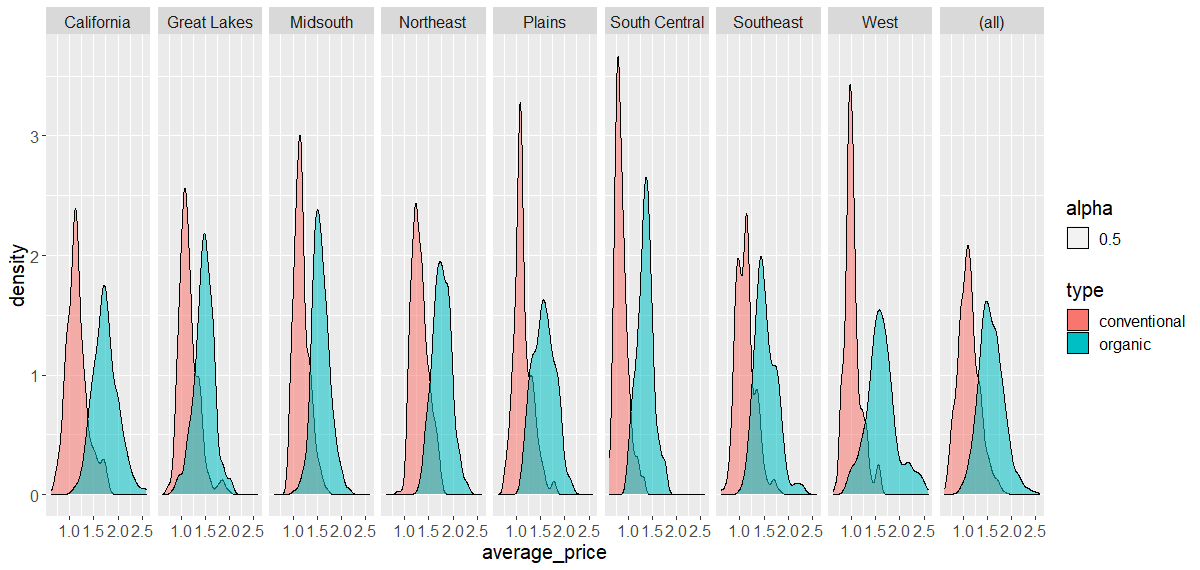 California Great Lakes Midsouth Northeast Plains South Central Southeast West (all)
3
2
1
0
density
1.01.52.02.5 1.01.52.02.5 1.01.52.02.5 1.01.52.02.5 1.01.52.02.5 1.01.52.02.5 1.01.52.02.5 1.01.52.02.5 1.01.52.02.5
average_price
alpha
0.5
type
conventional
organic